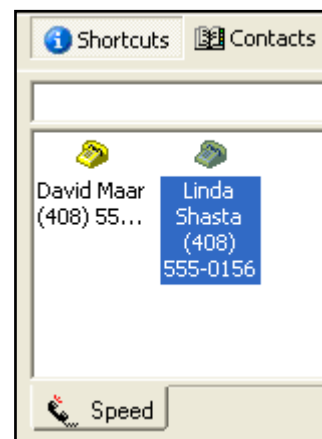 Shortcuts Contacts
David Maar
(408) 55...
Linda
Shasta
(408)
555-0156
Speed